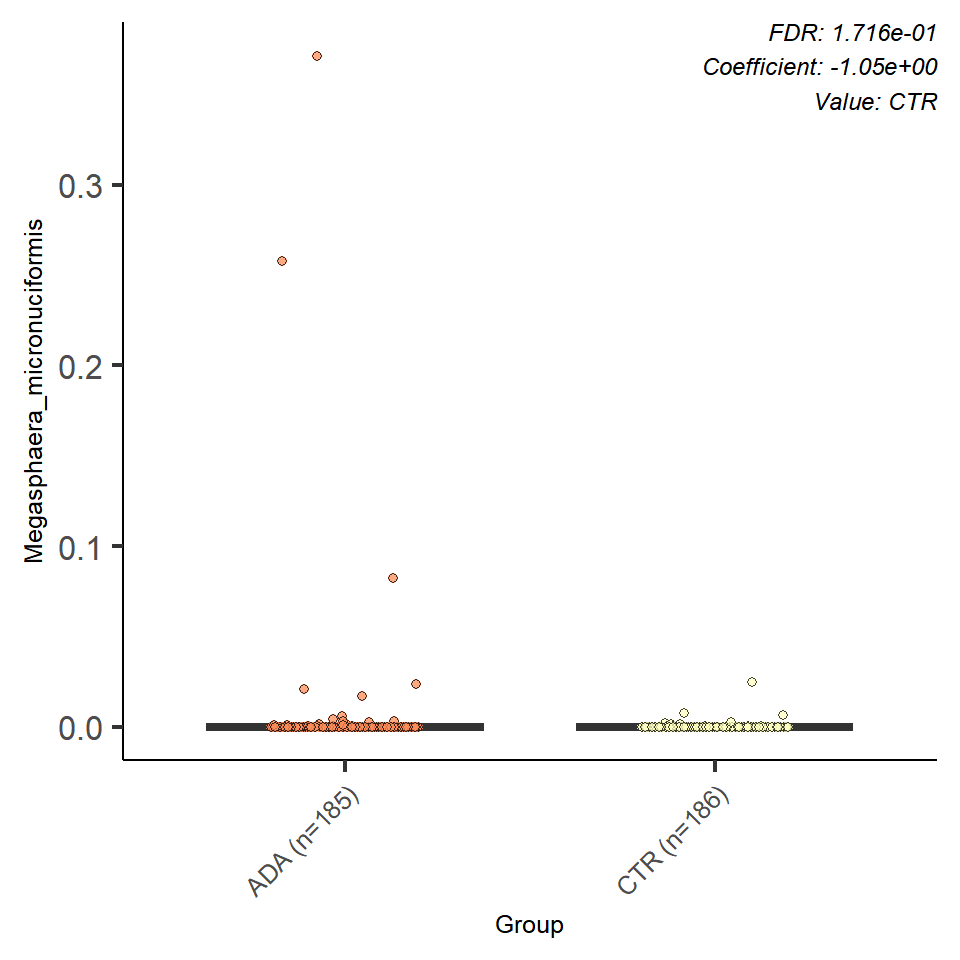 FDR: 1.716e-01
Coefficient: -1.05e+00
Value: CTR
Megasphaera_micronuciformis
0.3
0.2
0.1
0.0
ADA (n=185)
CTR (n=186)
Group